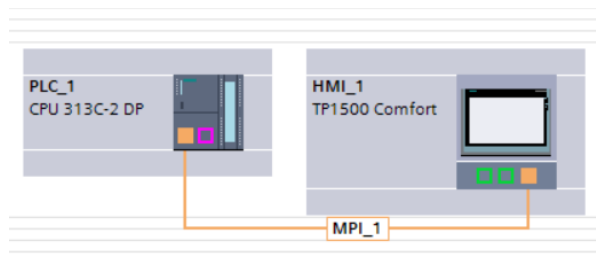 PLC_1
CPU 313C-2 DP
HMI_1
TP1500 Comfort
MPI_1